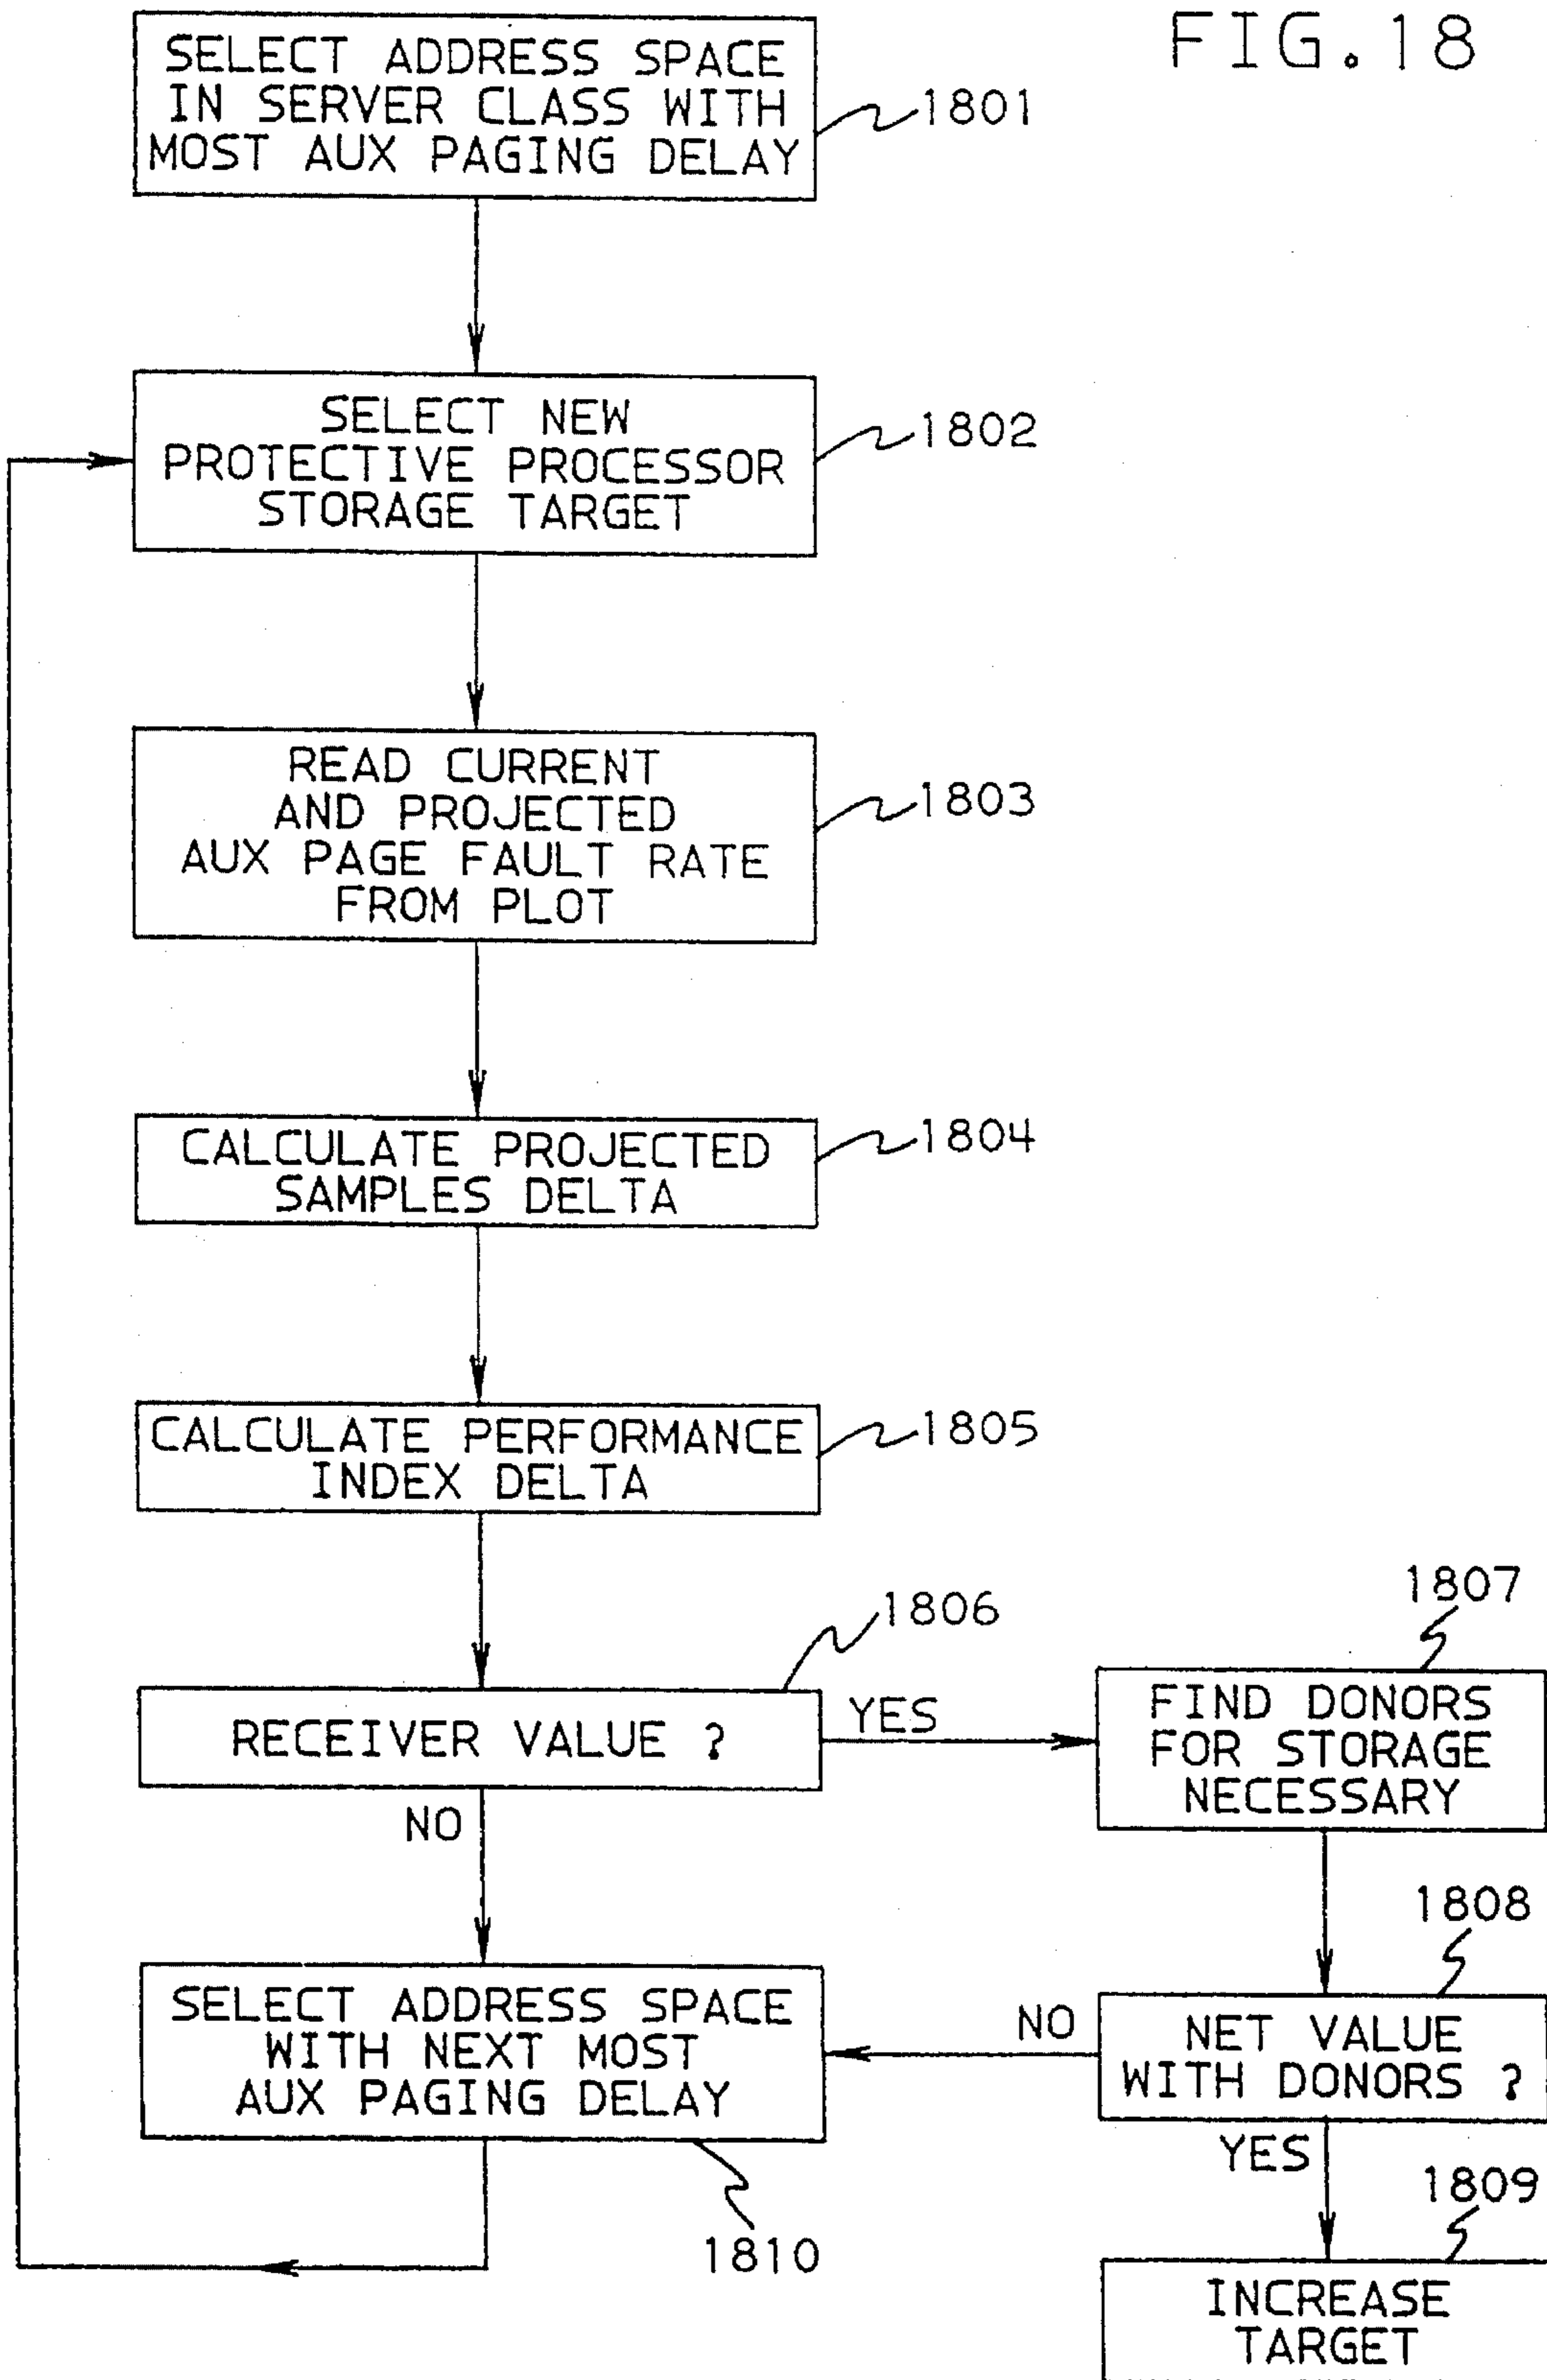 FIG.18
SELECT ADDRESS SPACE
IN SERVER CLASS WITH
MOST AUX PAGING DELAY
1801
SELECT NEW
PROTECTIVE PROCESSOR
STORAGE TARGET
1802
READ CURRENT
AND PROJECTED
AUX PAGE FAULT RATE
FROM PLOT
1803
CALCULATE PROJECTED
SAMPLES DELTA
1804
CALCULATE PERFORMANCE
INDEX DELTA
1805
1806
RECEIVER VALUE ?
YES
NO
1807
FIND DONORS
FOR STORAGE
NECESSARY
1808
NET VALUE
WITH DONORS ?
NO
YES
SELECT ADDRESS SPACE
WITH NEXT MOST
AUX PAGING DELAY
1810
1809
INCREASE
TARGET